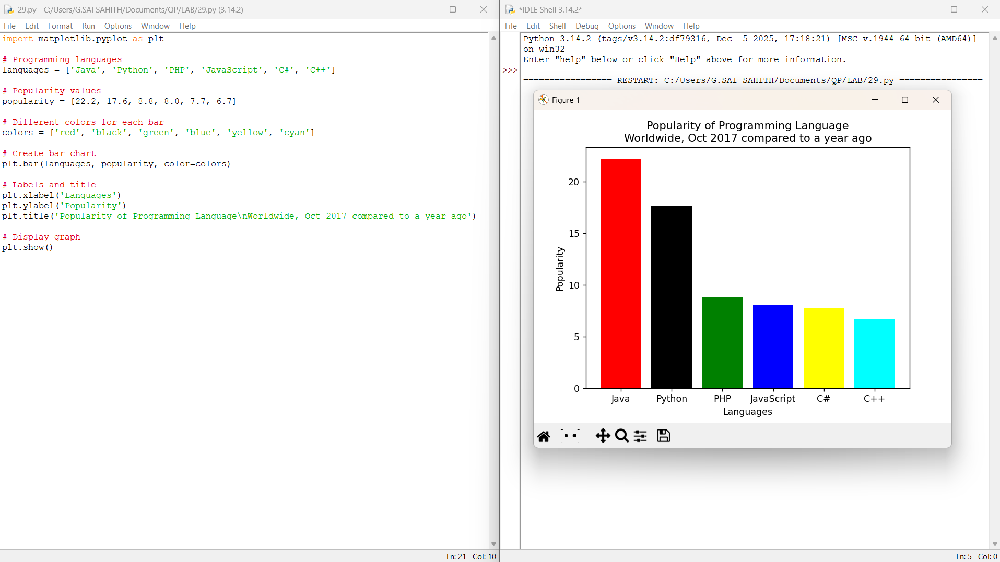 29.py - C:/Users/G.SAI SAHITH/Documents/QP/LAB/29.py (3.14.2)
File Edit Format Run Options Window Help
import matplotlib.pyplot as plt
# Programming languages
languages = ['Java', 'Python', 'PHP', 'JavaScript', 'C#', 'C++']
# Popularity values
popularity = [22.2, 17.6, 8.8, 8.0, 7.7, 6.7]
# Different colors for each bar
colors = ['red', 'black', 'green', 'blue', 'yellow', 'cyan']
# Create bar chart
plt.bar(languages, popularity, color=colors)
# Labels and title
plt.xlabel('Languages')
plt.ylabel('Popularity')
plt.title('Popularity of Programming Language\nWorldwide, Oct 2017 compared to a year ago')
# Display graph
plt.show()
Ln: 21 Col: 10
*IDLE Shell 3.14.2*
File Edit Shell Debug Options Window Help
Python 3.14.2 (tags/v3.14.2:df79316, Dec  5 2025, 17:18:21) [MSC v.1944 64 bit (AMD64)]
on win32
Enter "help" below or click "Help" above for more information.
>>>
================= RESTART: C:/Users/G.SAI SAHITH/Documents/QP/LAB/29.py ================
Figure 1
Popularity of Programming Language
Worldwide, Oct 2017 compared to a year ago
20
15
10
5
0
Popularity
Java Python PHP JavaScript C# C++
Languages
Ln: 5 Col: 0